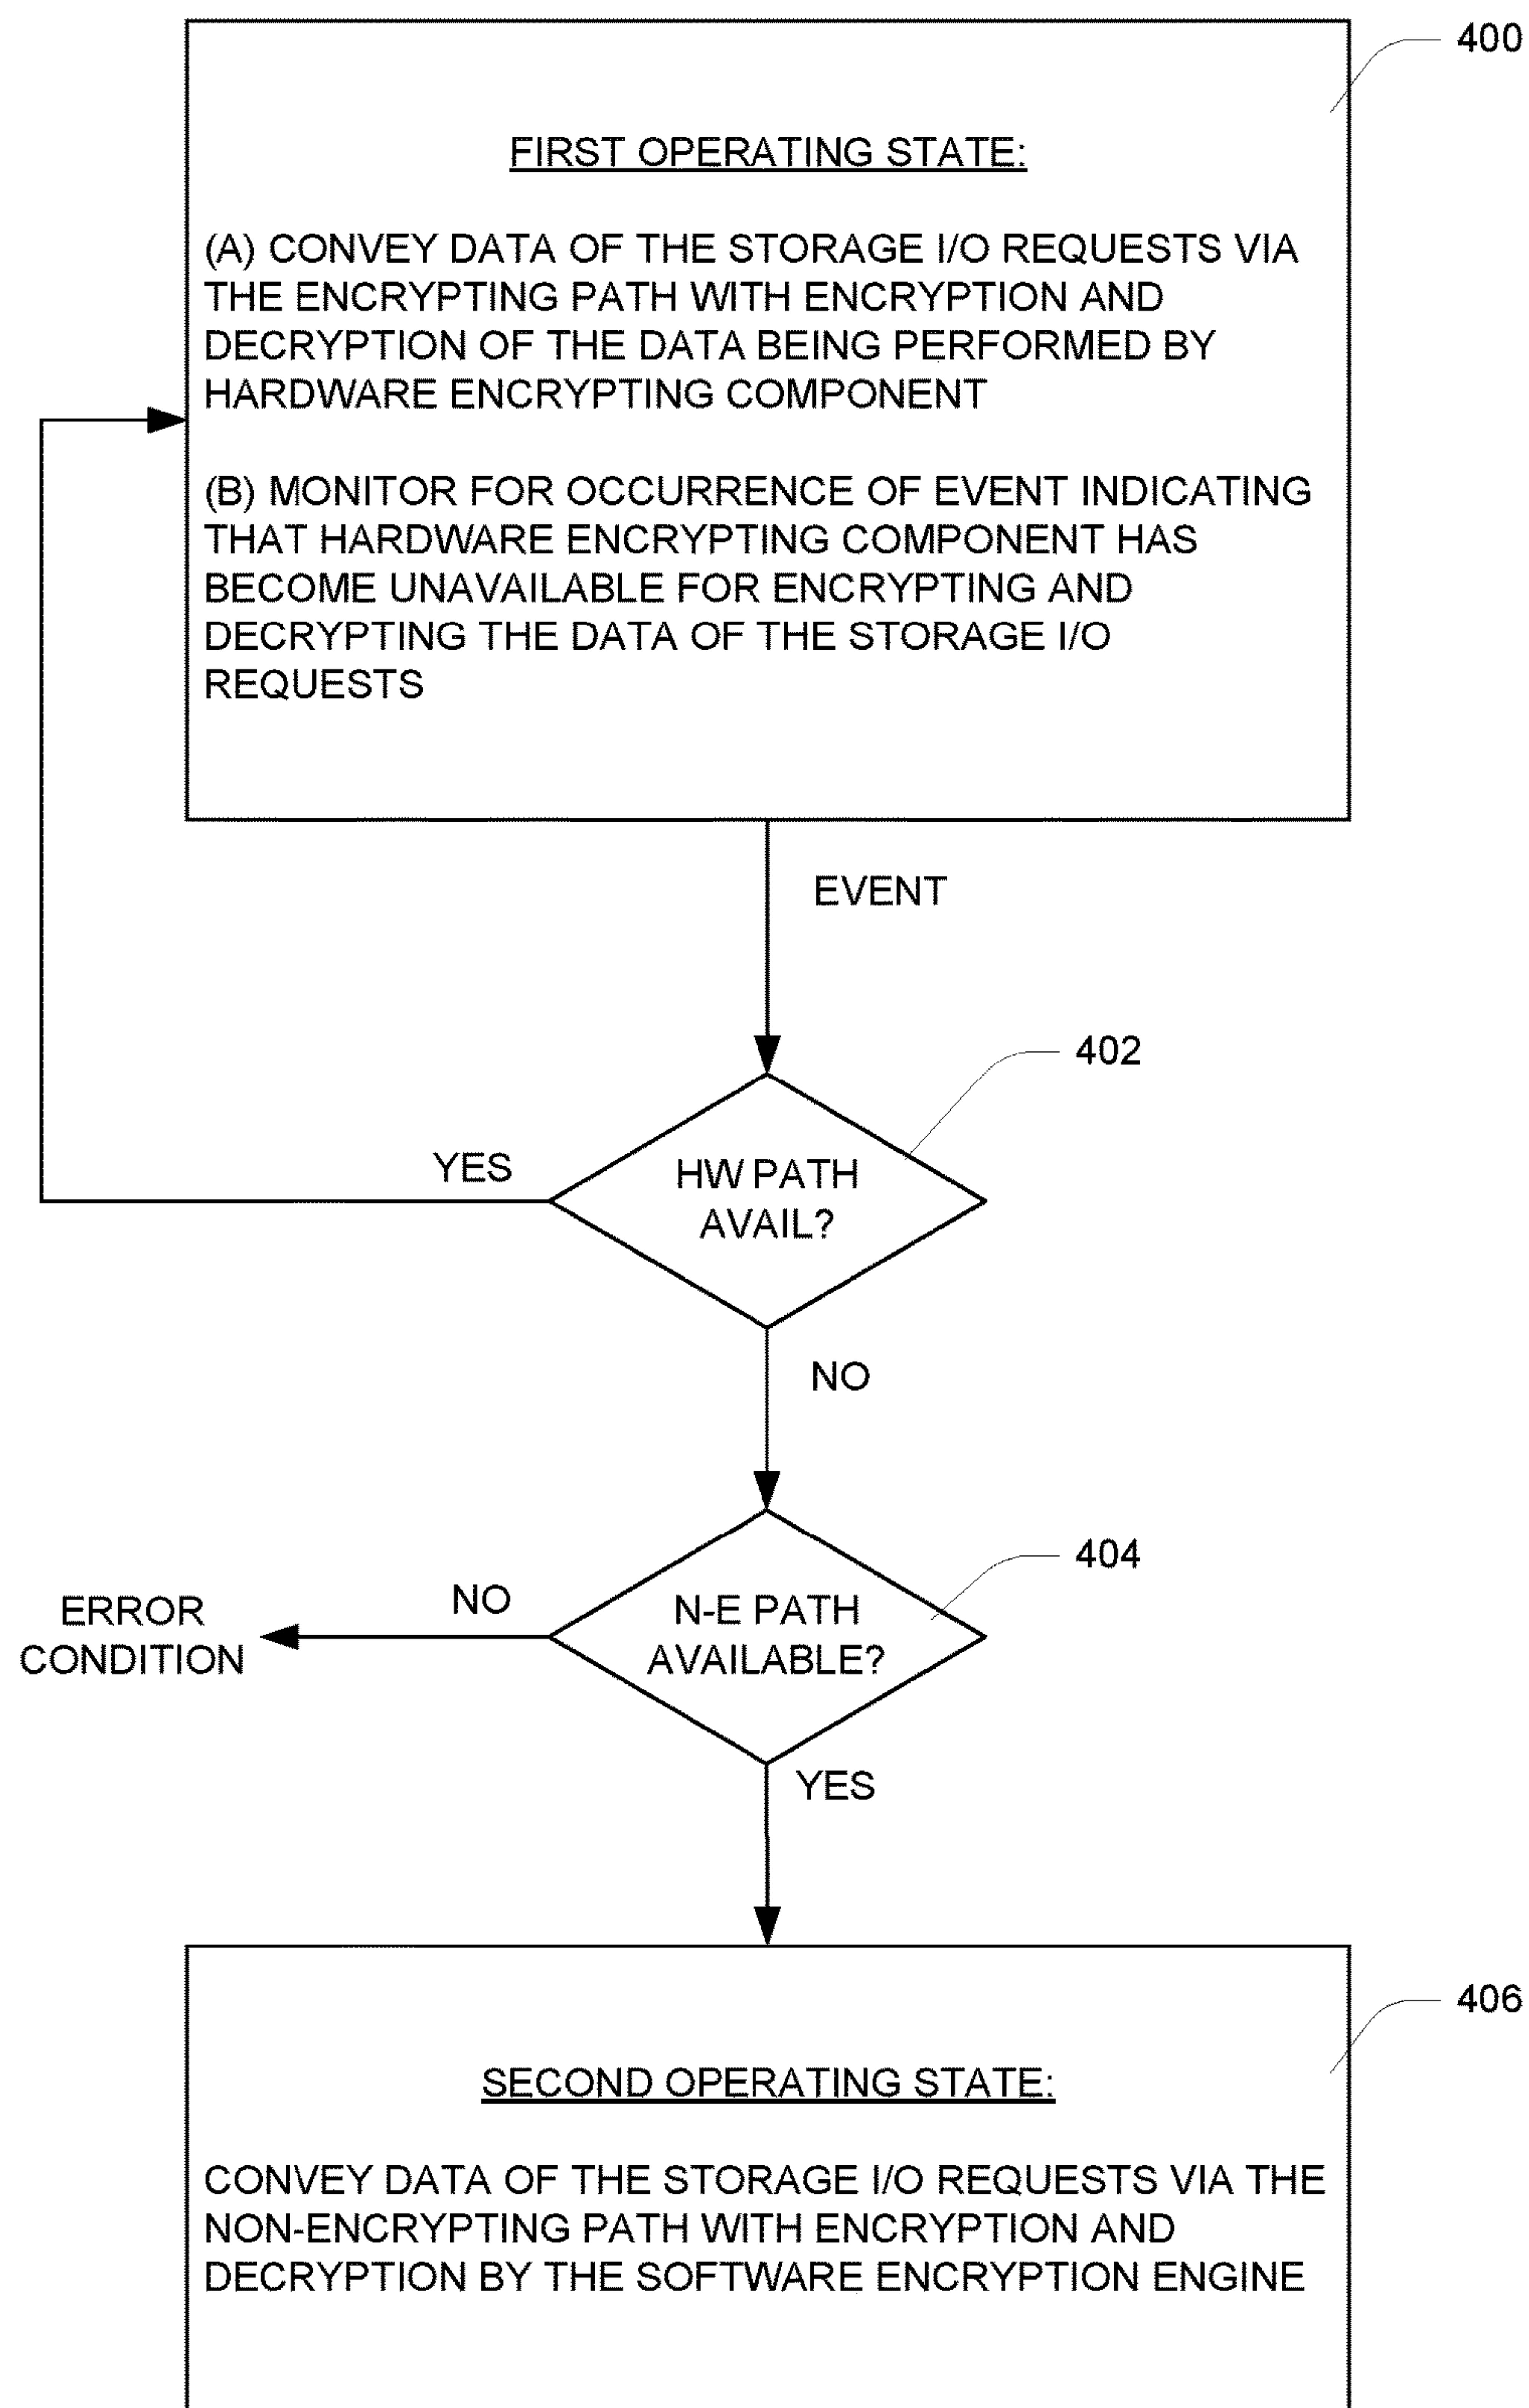 400
FIRST OPERATING STATE:
(A) CONVEY DATA OF THE STORAGE I/O REQUESTS VIA
THE ENCRYPTING PATH WITH ENCRYPTION AND
DECRYPTION OF THE DATA BEING PERFORMED BY
HARDWARE ENCRYPTING COMPONENT
(B) MONITOR FOR OCCURRENCE OF EVENT INDICATING
THAT HARDWARE ENCRYPTING COMPONENT HAS
BECOME UNAVAILABLE FOR ENCRYPTING AND
DECRYPTING THE DATA OF THE STORAGE I/O
REQUESTS
EVENT
402
YES
HW PATH
AVAIL?
NO
404
NO
N-E PATH
AVAILABLE?
ERROR
CONDITION
YES
406
SECOND OPERATING STATE:
CONVEY DATA OF THE STORAGE I/O REQUESTS VIA THE
NON-ENCRYPTING PATH WITH ENCRYPTION AND
DECRYPTION BY THE SOFTWARE ENCRYPTION ENGINE